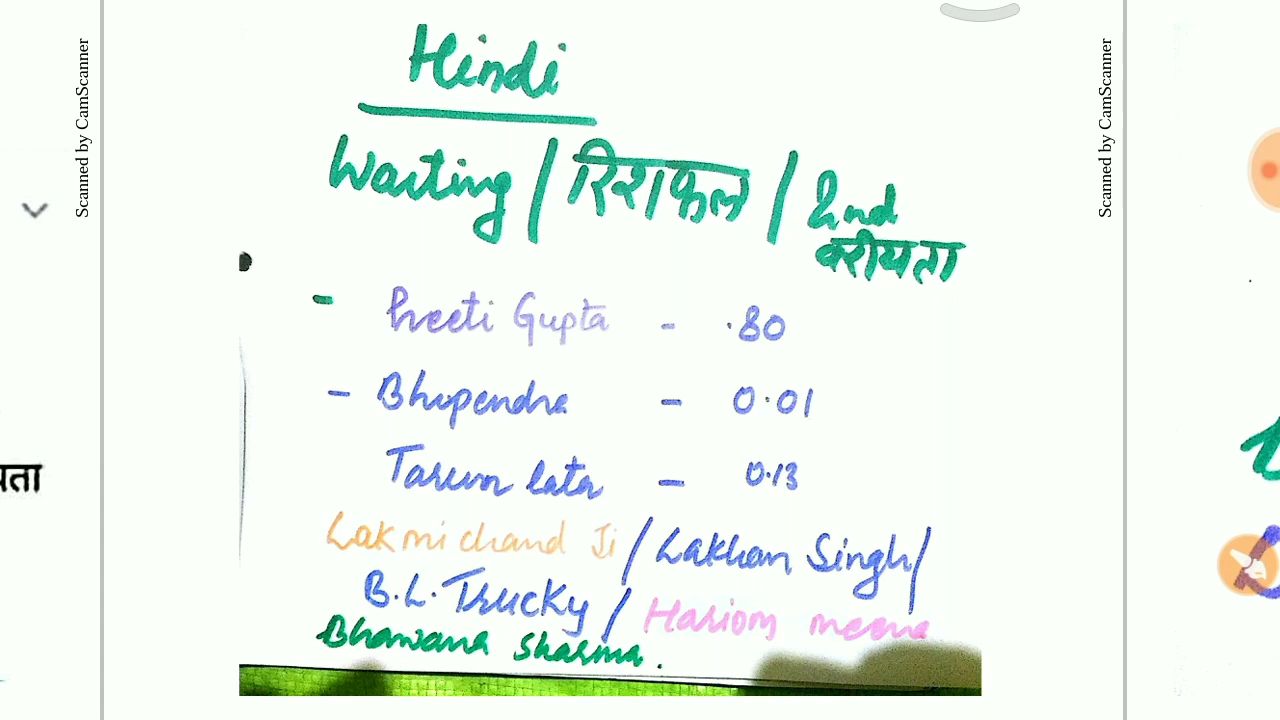 Scanned by CamScanner
Scanned by CamScanner
Hindi
Waiting / रिशफल / 2nd
वरीयता
- Preeti Gupta - .80
- Bhupendra - 0.01
Tarun lata - 0.13
Lakmichand Ji / Lakhan Singh /
B.L. Trucky / Hariom meena
Bhawana Sharma.